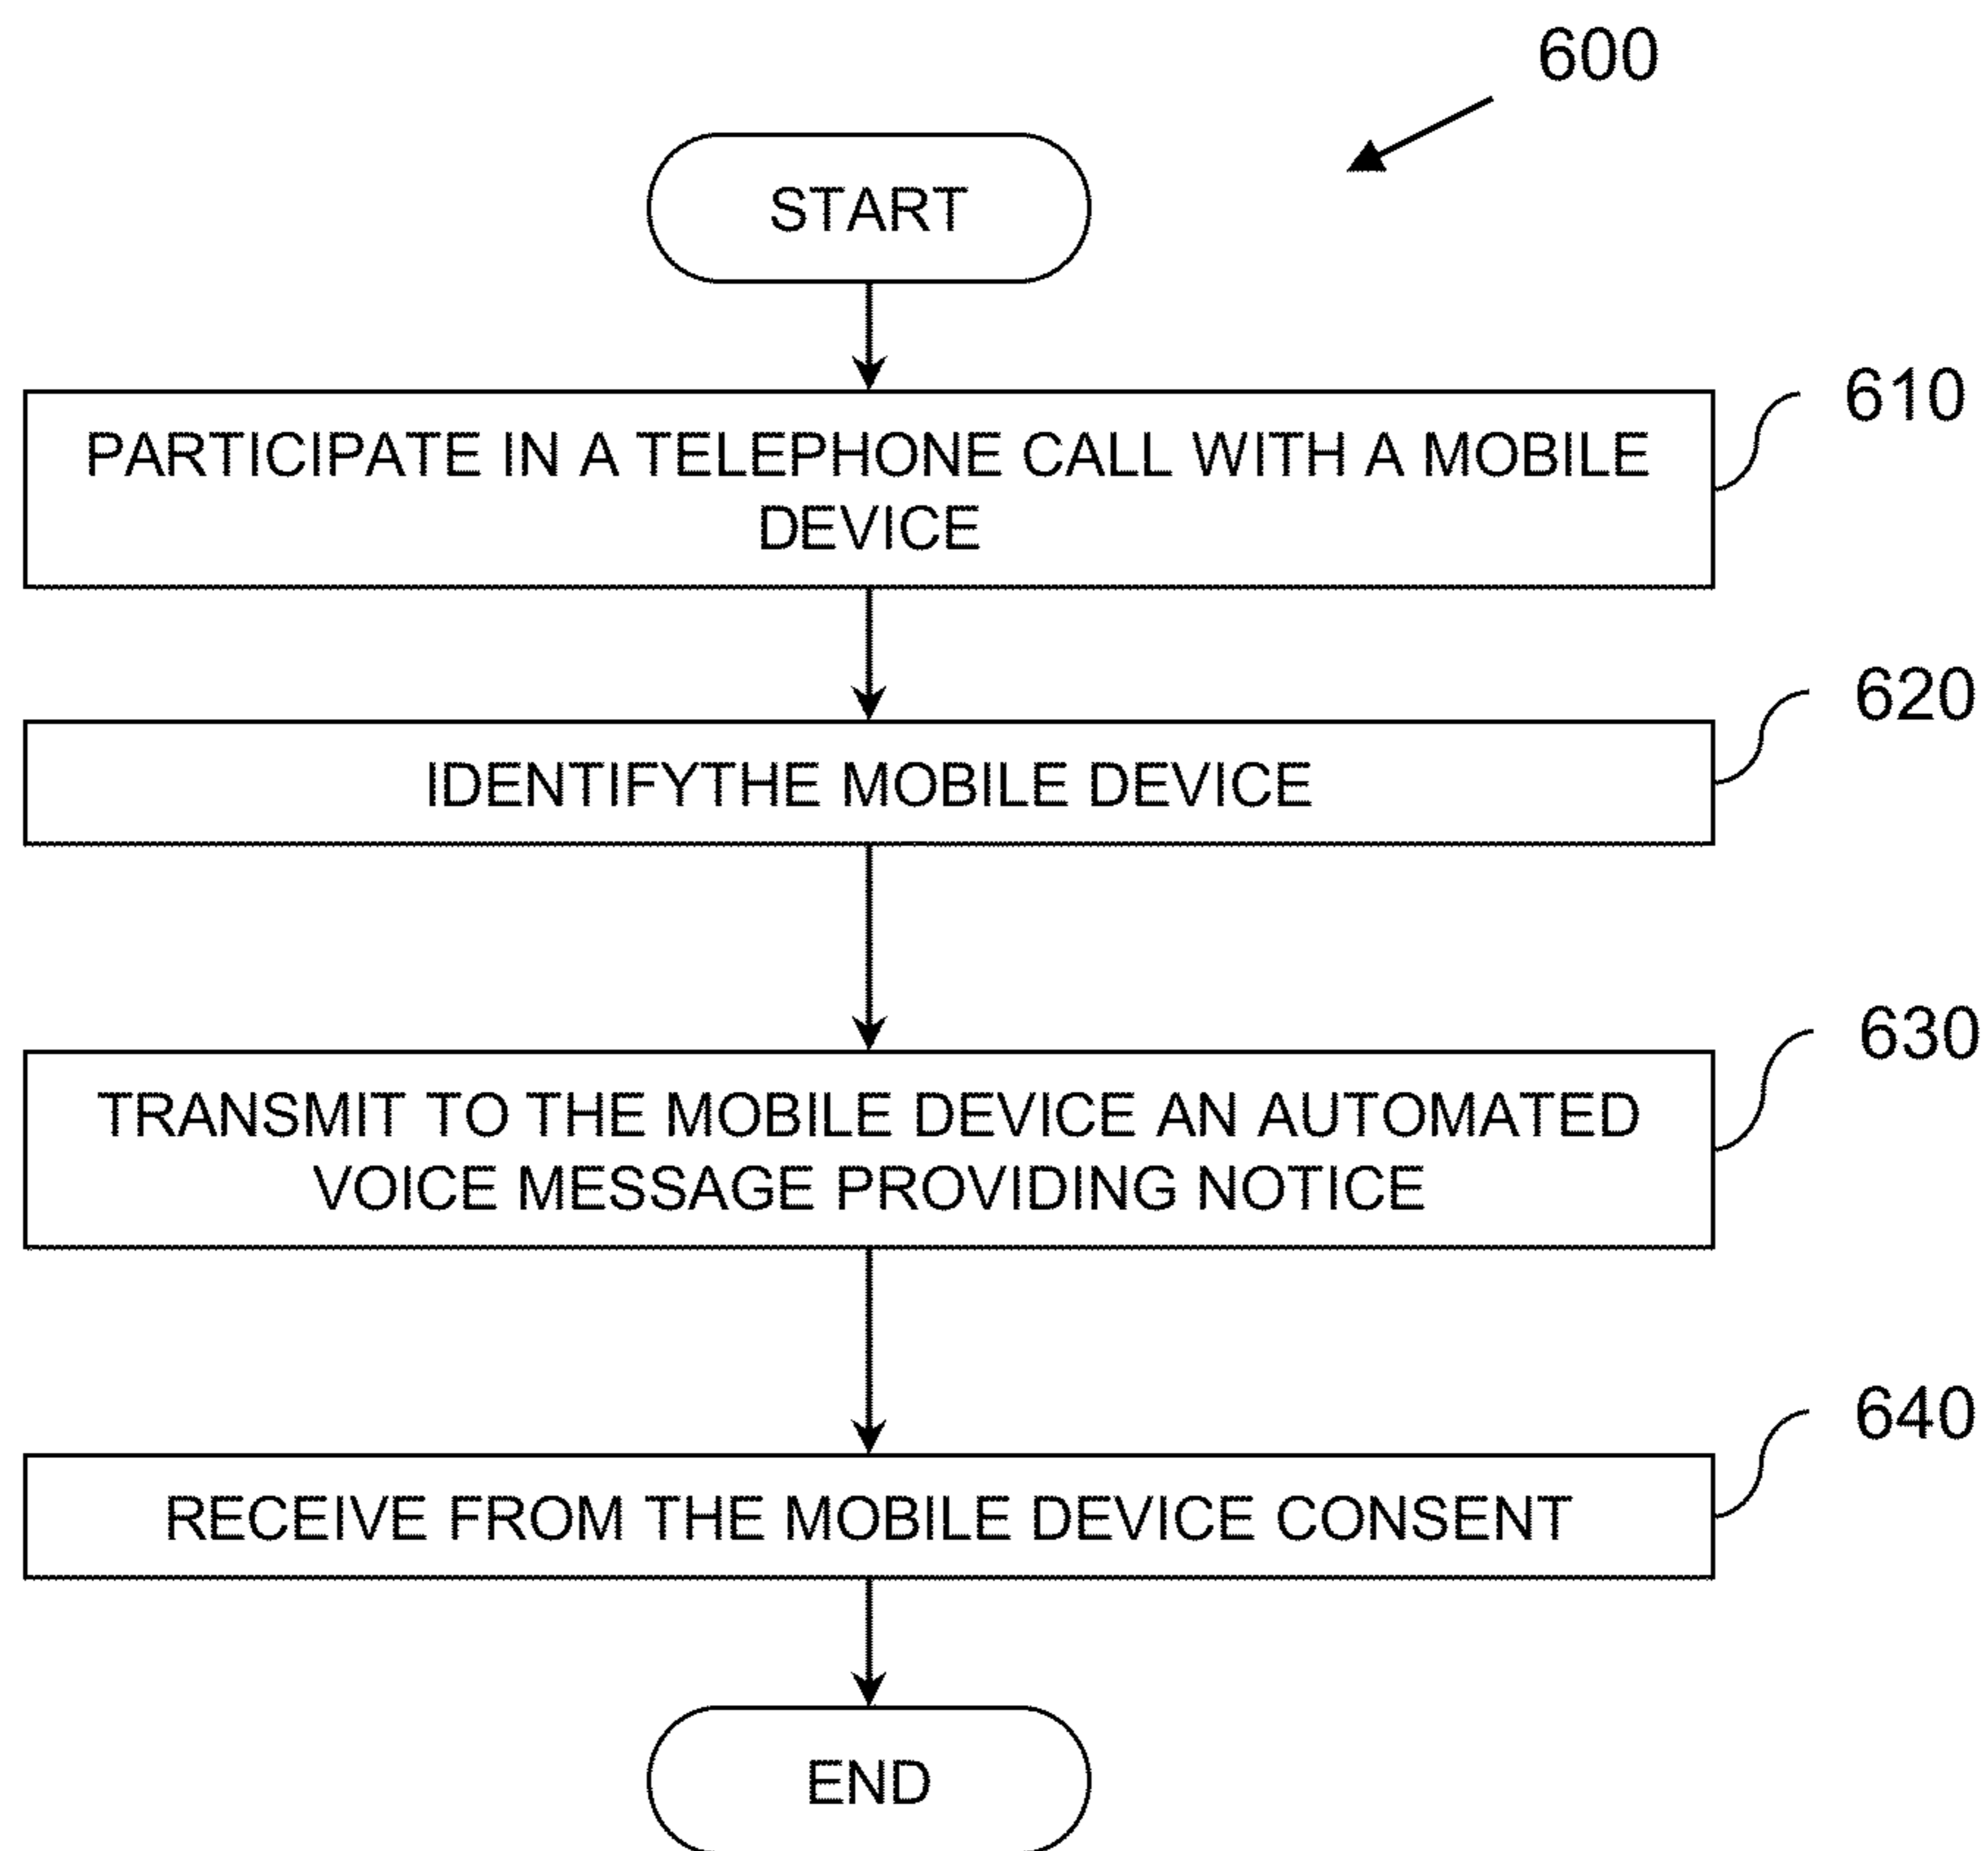 600
START
610
PARTICIPATE IN A TELEPHONE CALL WITH A MOBILE
DEVICE
620
IDENTIFYTHE MOBILE DEVICE
630
TRANSMIT TO THE MOBILE DEVICE AN AUTOMATED
VOICE MESSAGE PROVIDING NOTICE
640
RECEIVE FROM THE MOBILE DEVICE CONSENT
END